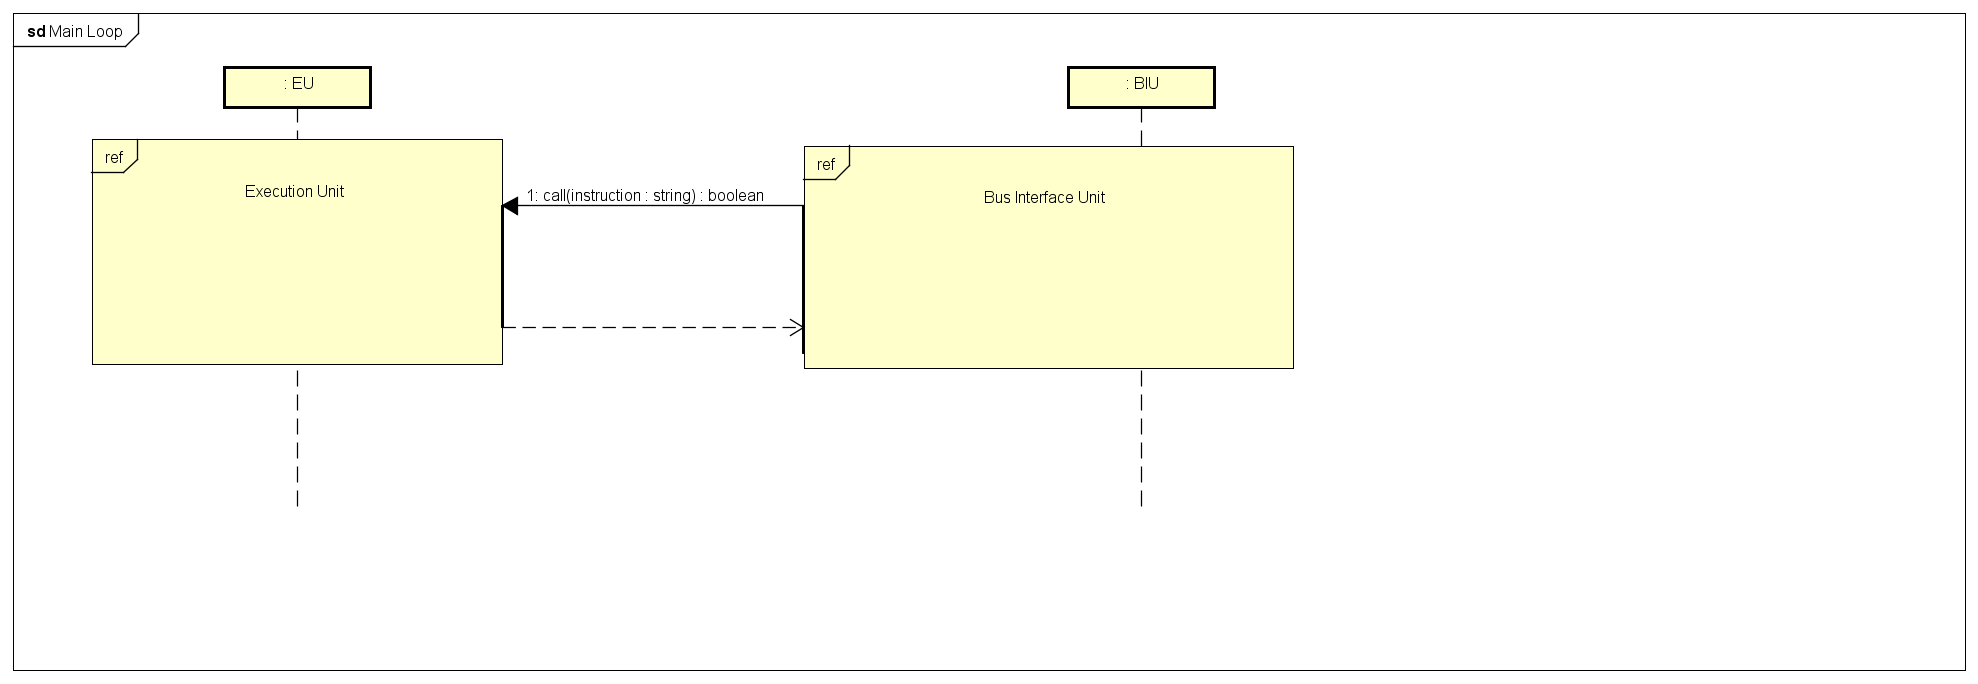 sd Main Loop
: EU
: BIU
ref
Execution Unit
ref
Bus Interface Unit
1: call(instruction : string) : boolean